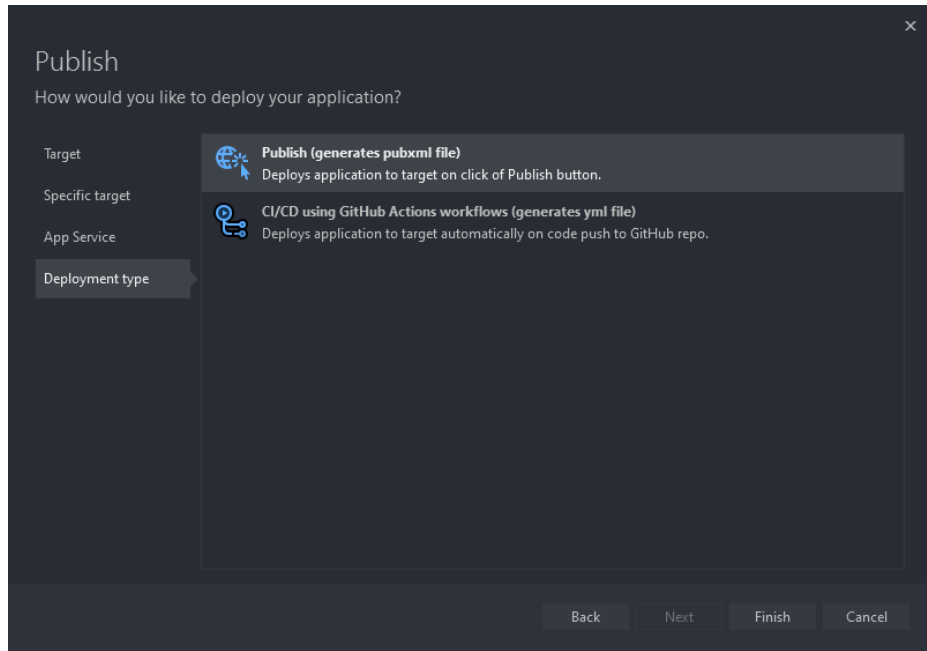 Publish
How would you like to deploy your application?
Target
Specific target
App Service
Deployment type
Publish (generates pubxml file)
Deploys application to target on click of Publish button.
CI/CD using GitHub Actions workflows (generates yml file)
Deploys application to target automatically on code push to GitHub repo.
Back Next Finish Cancel